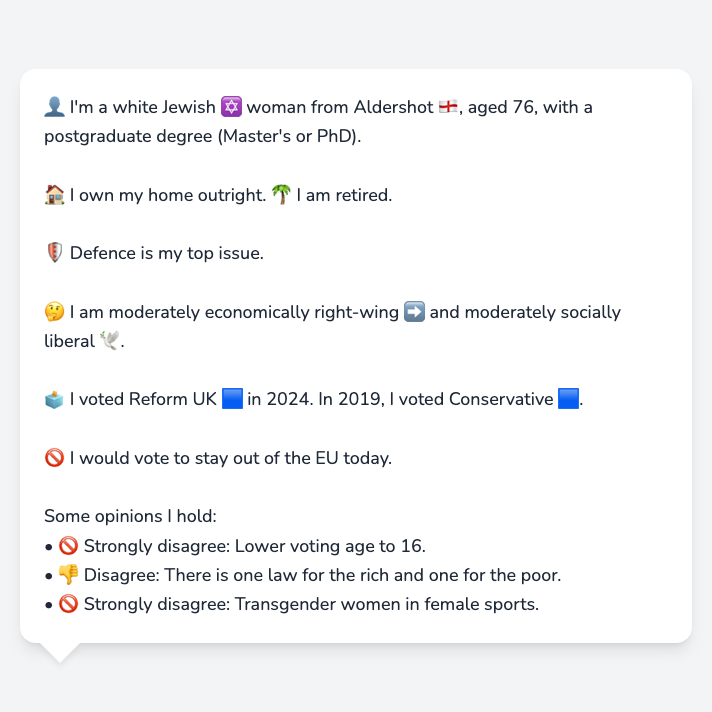 👤 I'm a white Jewish ✡️ woman from Aldershot 🏴󠁧󠁢󠁥󠁮󠁧󠁿, aged 76, with a
postgraduate degree (Master's or PhD).
🏠 I own my home outright. 🌴 I am retired.
🛡️ Defence is my top issue.
🤔 I am moderately economically right-wing ➡️ and moderately socially
liberal 🕊️.
🗳️ I voted Reform UK 🟦 in 2024. In 2019, I voted Conservative 🟦.
🚫 I would vote to stay out of the EU today.
Some opinions I hold:
• 🚫 Strongly disagree: Lower voting age to 16.
• 👎 Disagree: There is one law for the rich and one for the poor.
• 🚫 Strongly disagree: Transgender women in female sports.